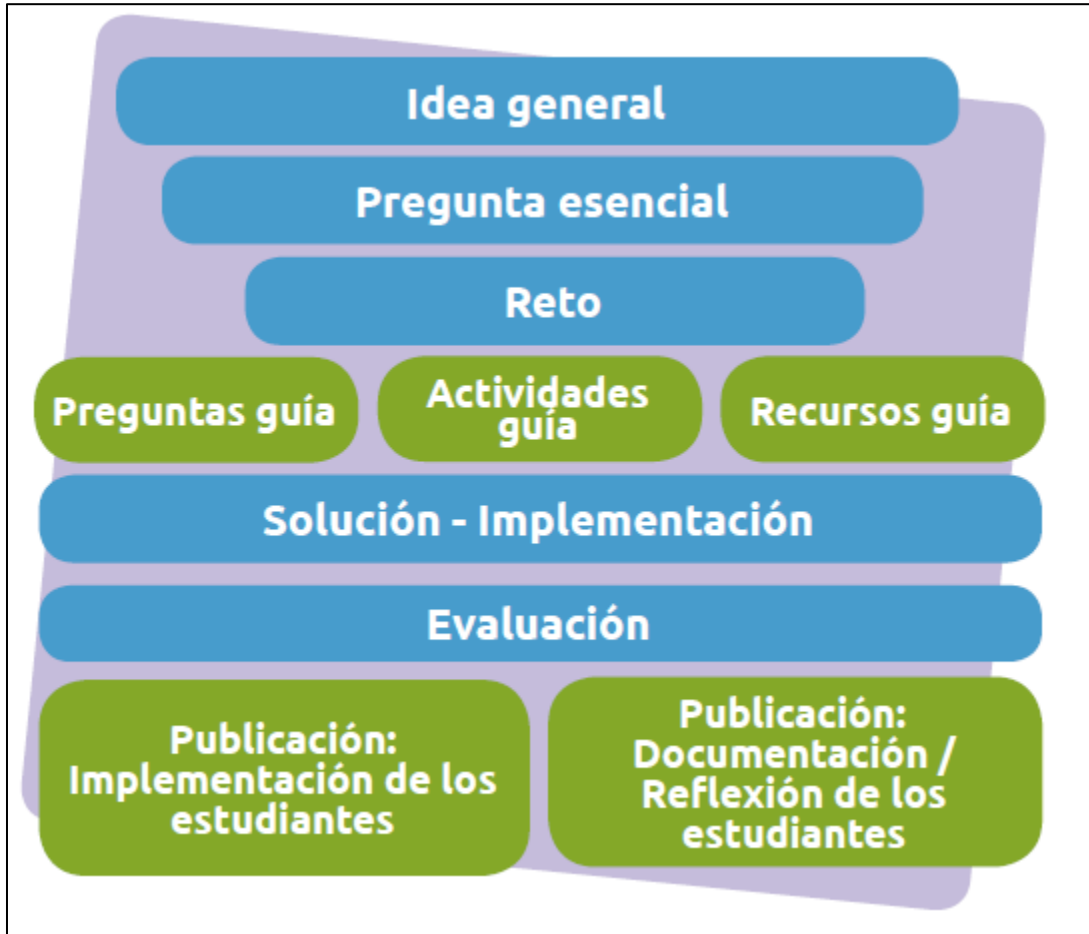 Idea general
Pregunta esencial
Reto
Preguntas guía
Actividades
guía
Recursos guía
Solución - Implementación
Evaluación
Publicación:
Implementación de los
estudiantes
Publicación:
Documentación /
Reflexión de los
estudiantes